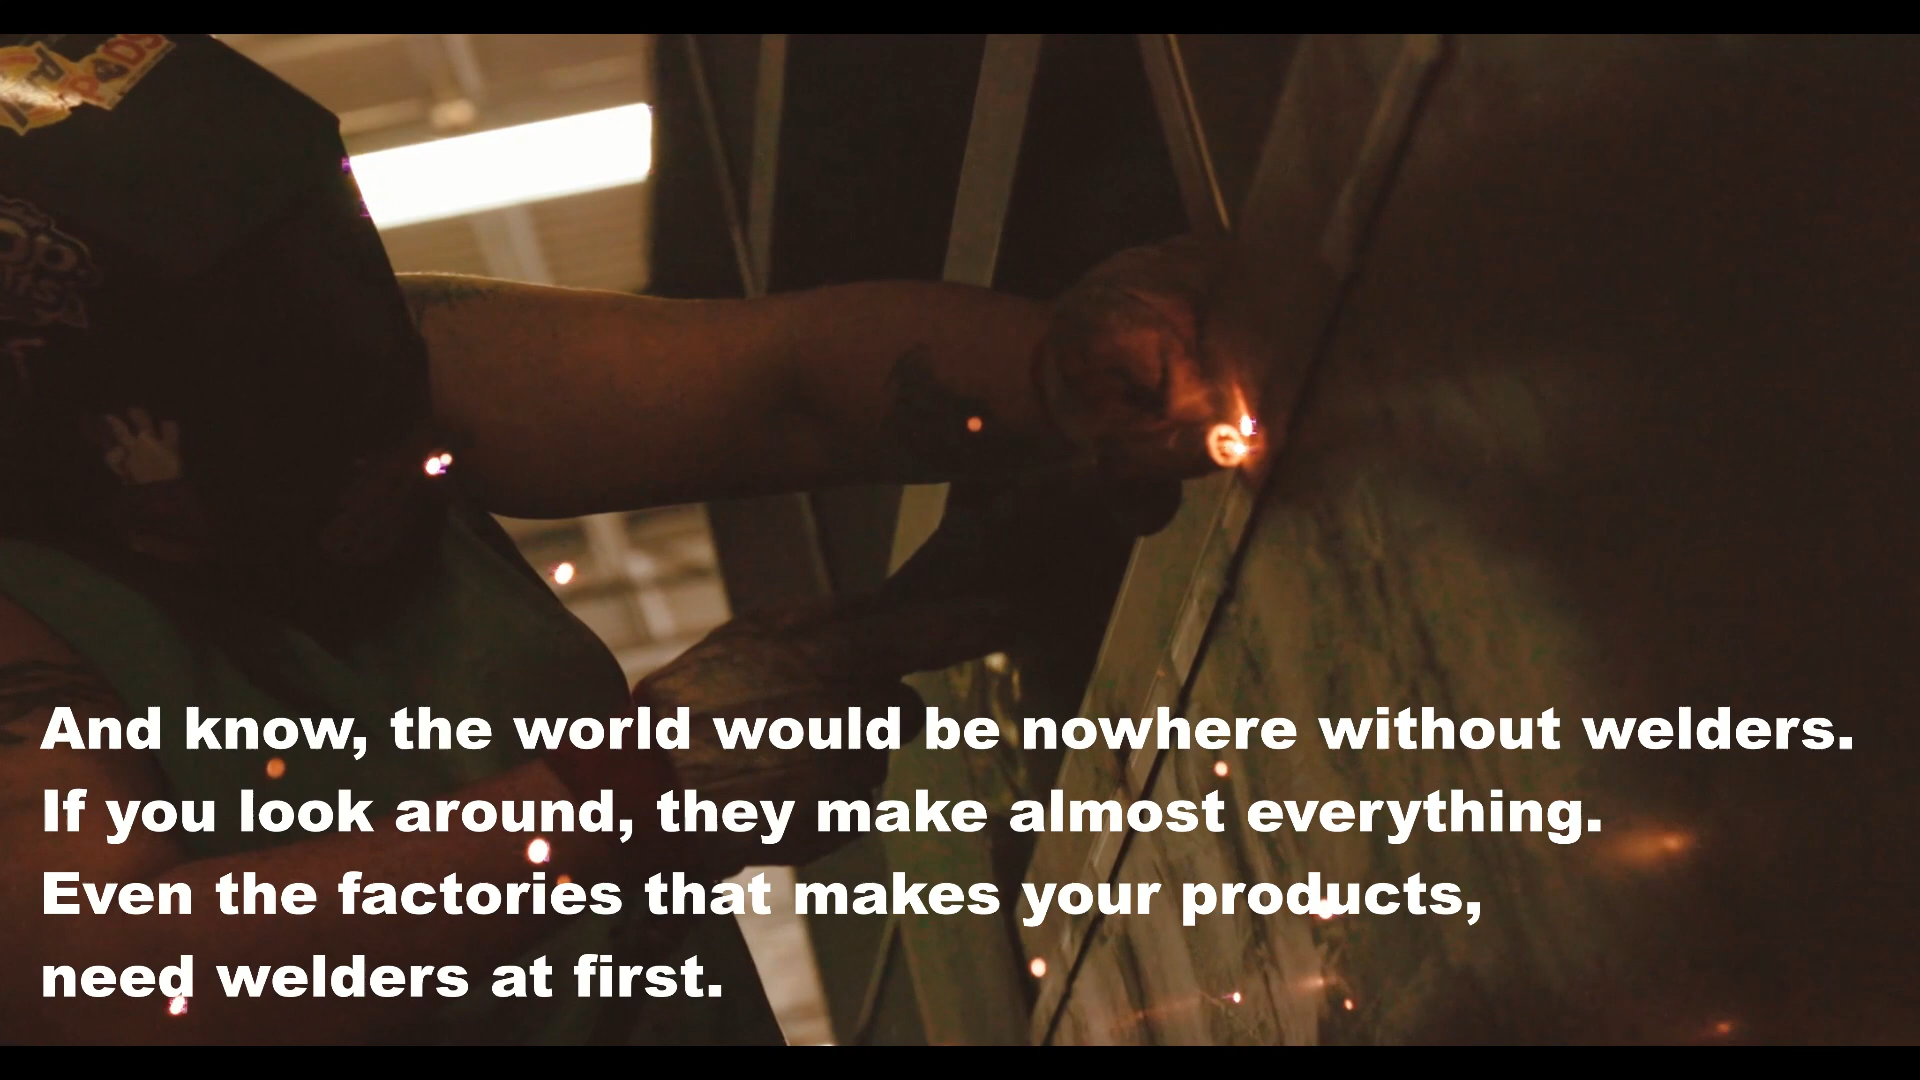 And know, the world would be nowhere without welders.
If you look around, they make almost everything.
Even the factories that makes your products,
need welders at first.